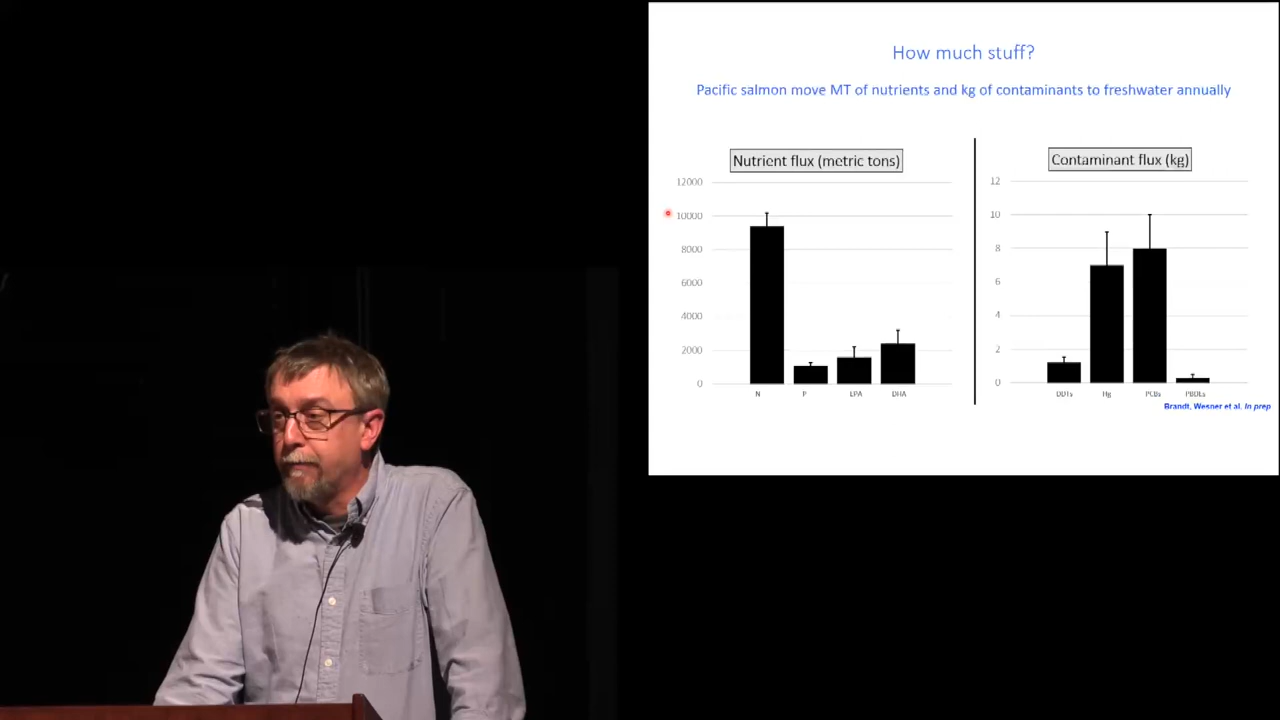 How much stuff?
Pacific salmon move MT of nutrients and kg of contaminants to freshwater annually
Nutrient flux (metric tons)
12000
10000
8000
6000
4000
2000
0
N P EPA DHA
Contaminant flux (kg)
12
10
8
6
4
2
0
DDTs Hg PCBs PBDEs
Brandt, Wesner et al. In prep